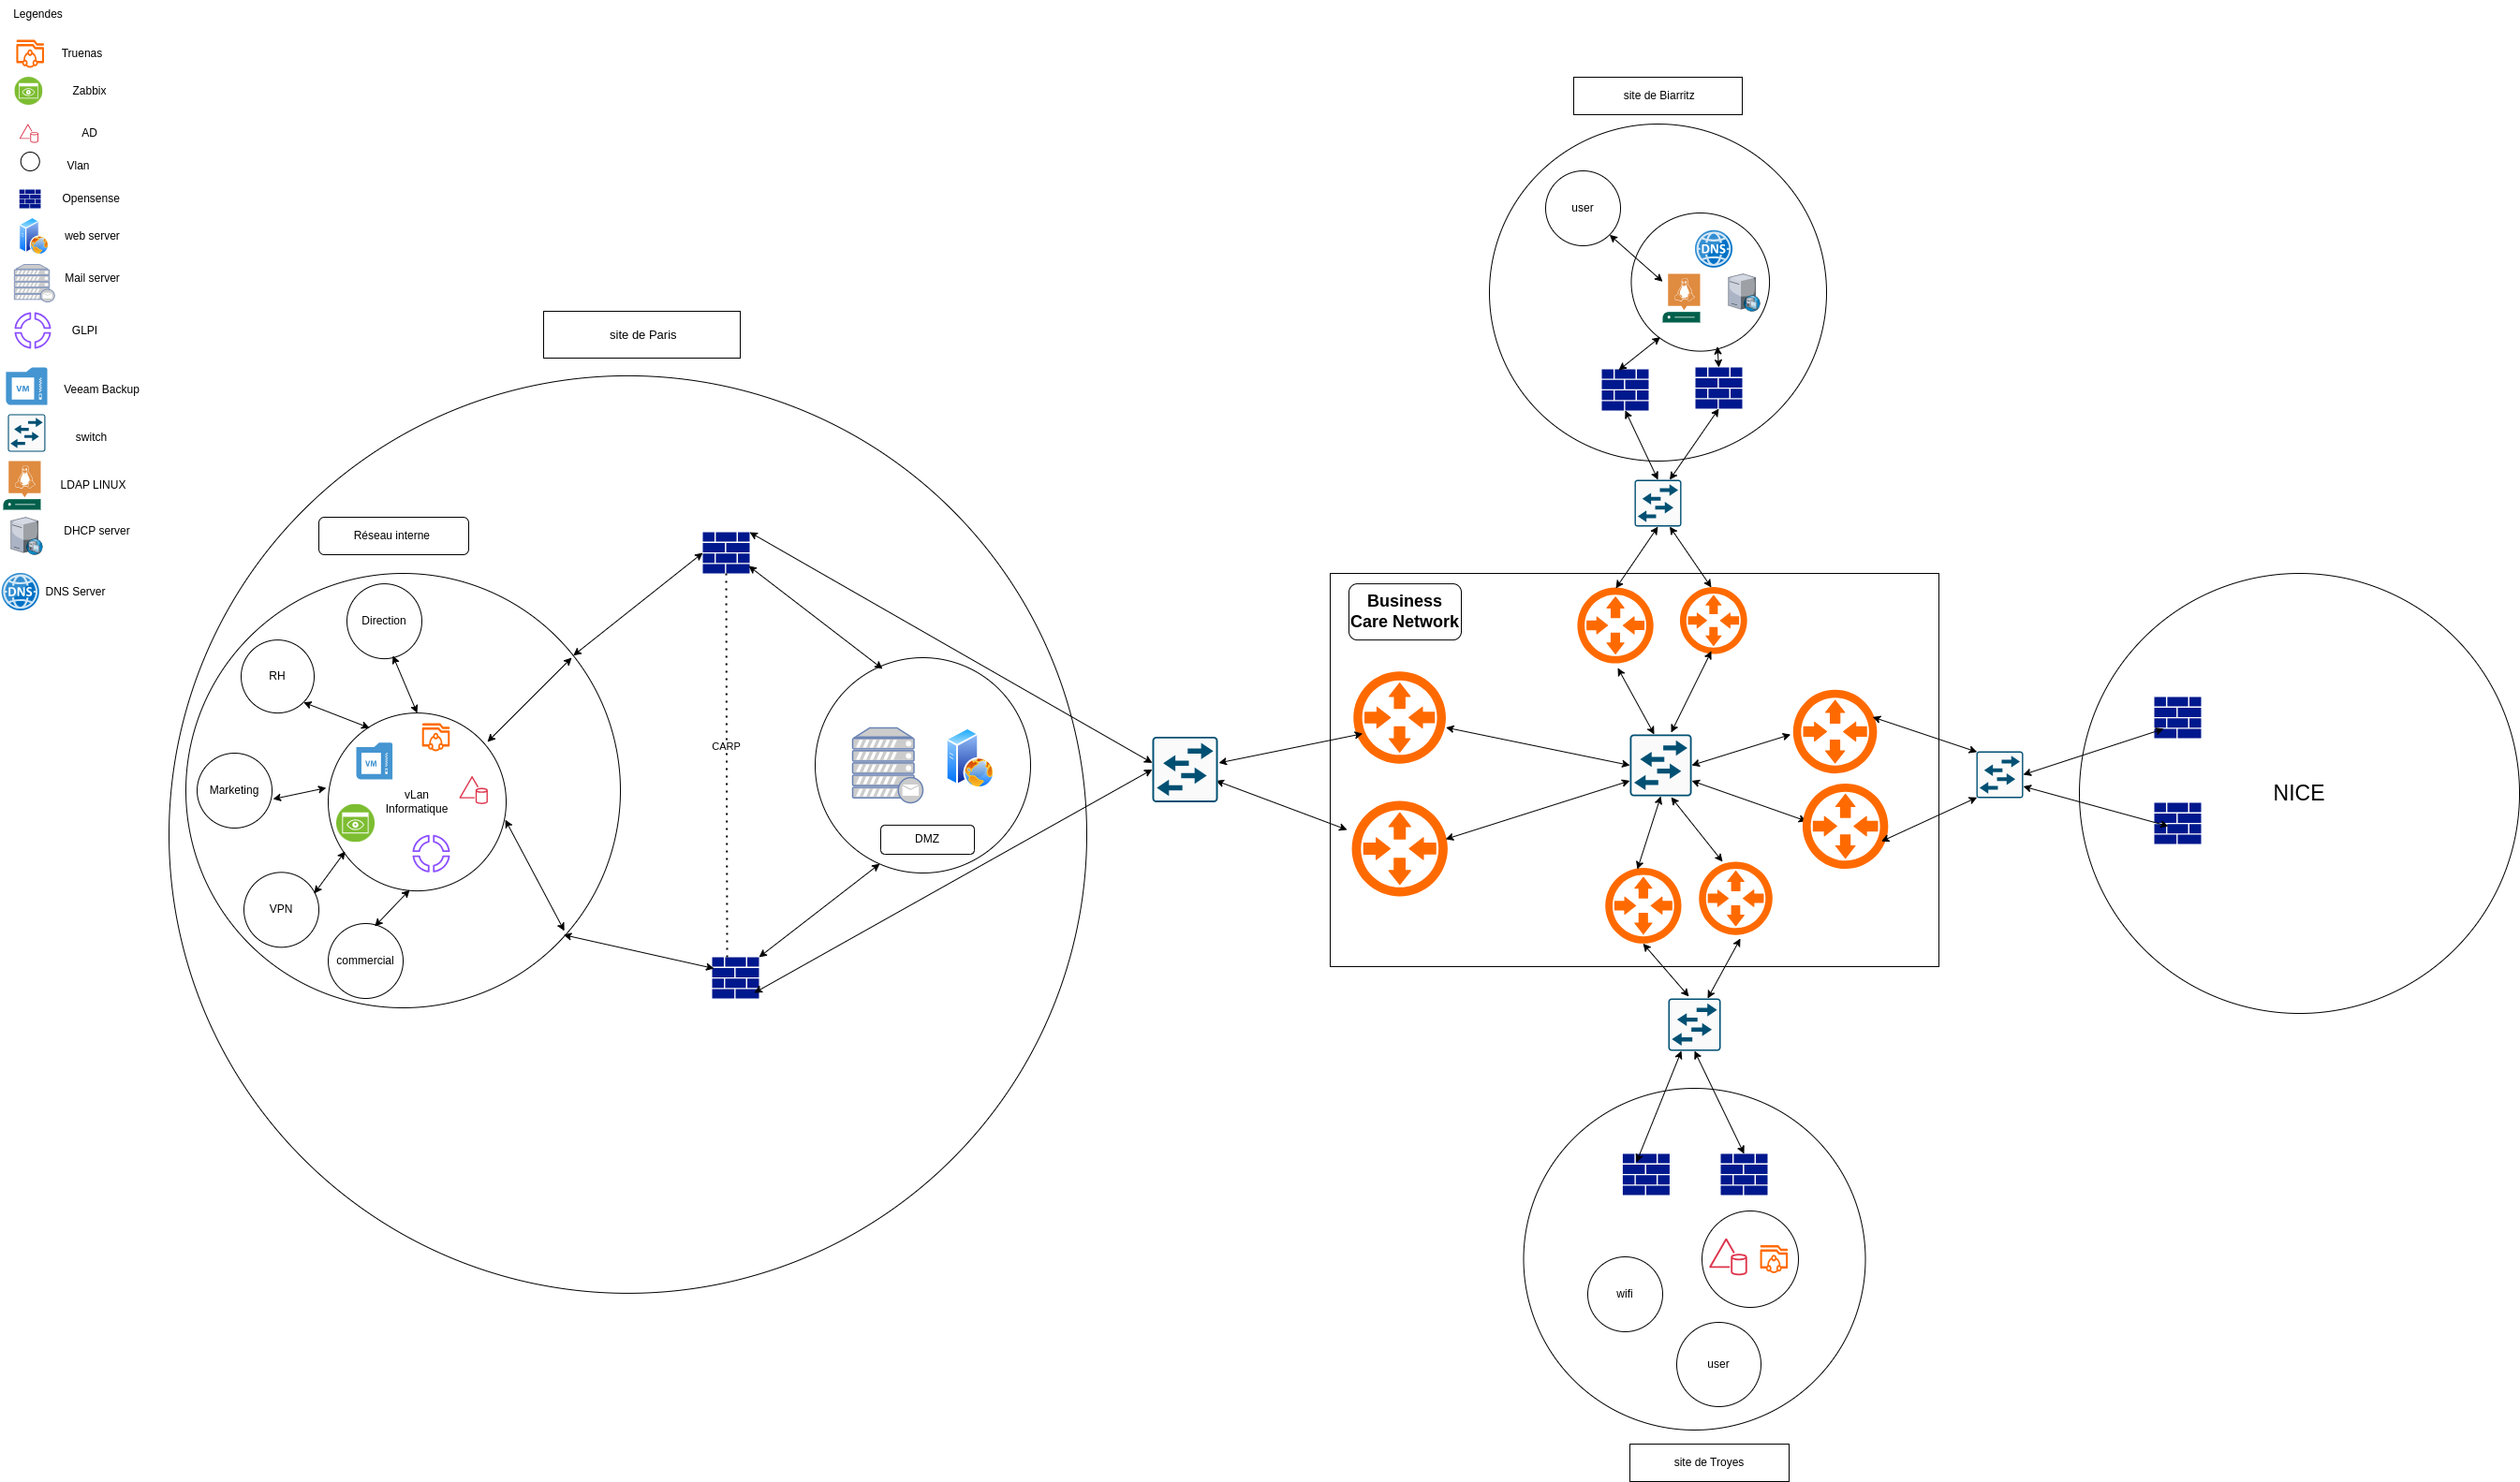 Legendes
Truenas
Zabbix
AD
Vlan
Opensense
web server
Mail server
GLPI
VM
Veeam Backup
switch
LDAP LINUX
DHCP server
DNS
DNS Server
site de Paris
Réseau interne
Direction
RH
Marketing
VPN
commercial
VM
vLan
Informatique
CARP
DMZ
site de Biarritz
user
DNS
Business
Care Network
NICE
wifi
user
site de Troyes